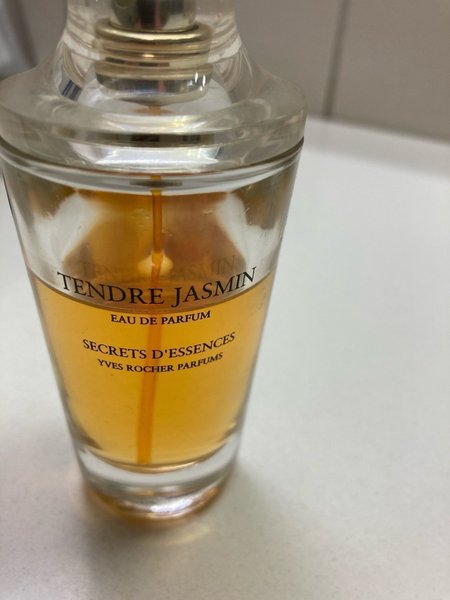 TENDRE JASMIN
EAU DE PARFUM
SECRETS D'ESSENCES
YVES ROCHER PARFUMS